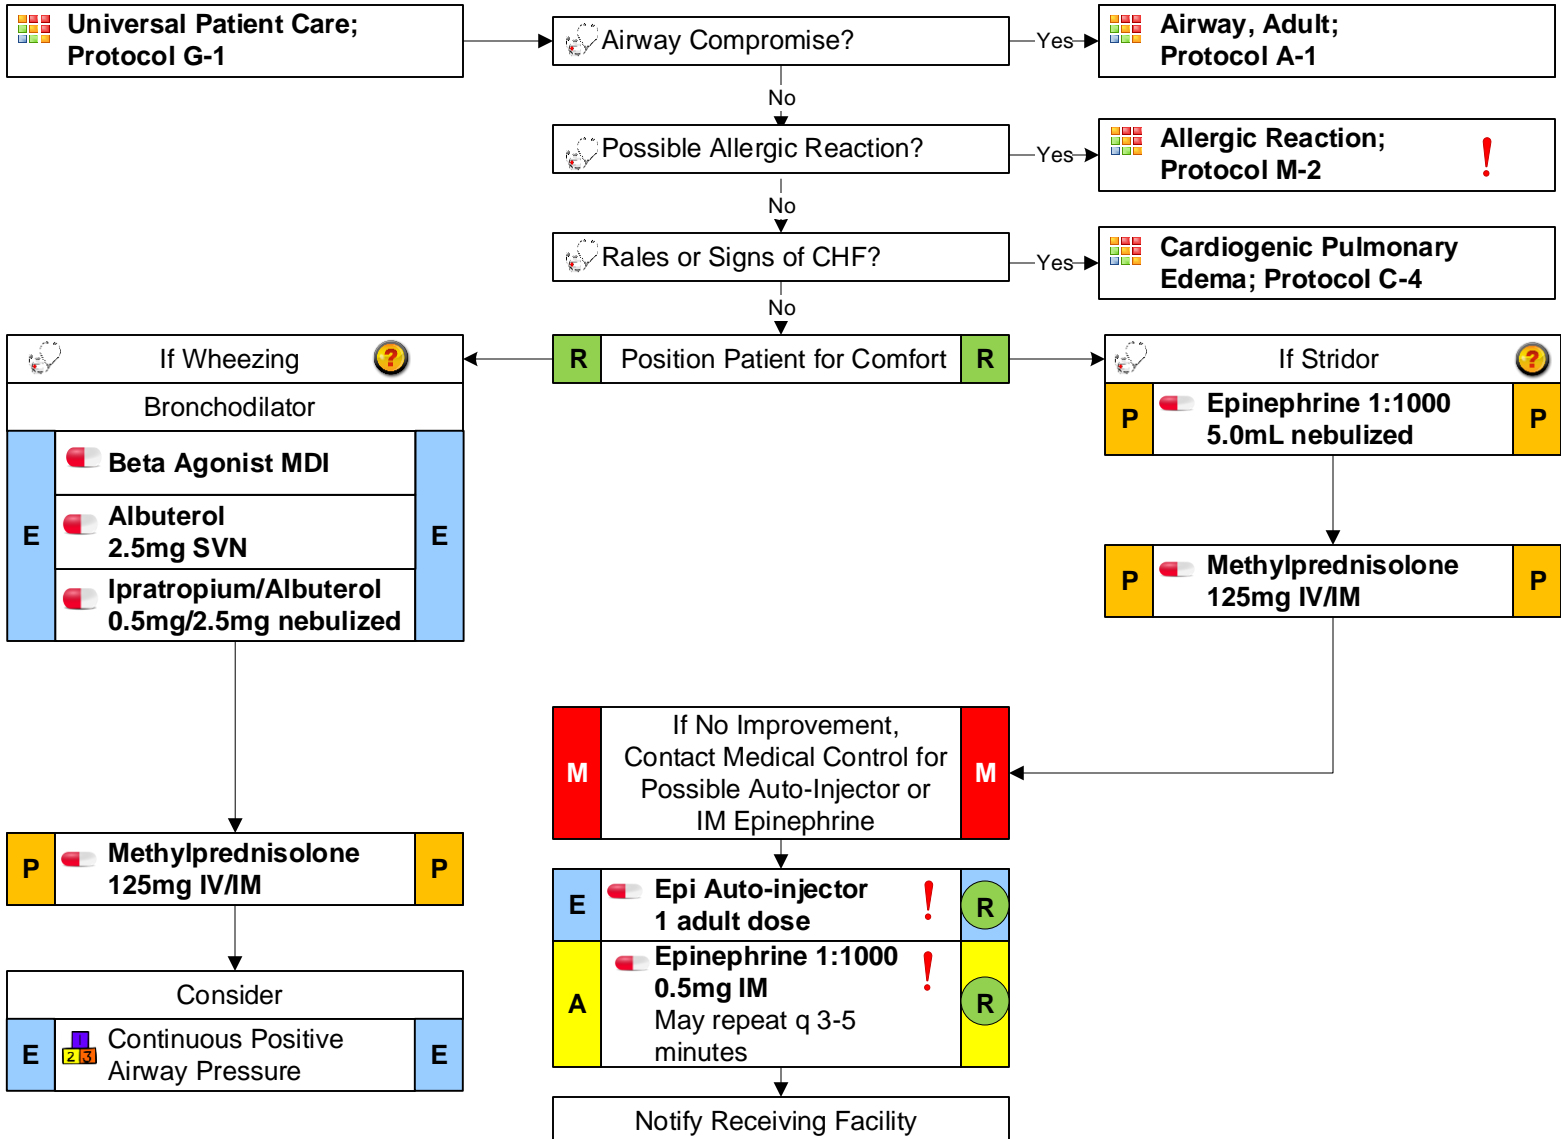 Universal Patient Care;
Protocol G-1
Airway Compromise?
Yes
Airway, Adult;
Protocol A-1
No
Possible Allergic Reaction?
Yes
Allergic Reaction;
Protocol M-2
!
No
Rales or Signs of CHF?
Yes
Cardiogenic Pulmonary
Edema; Protocol C-4
No
R Position Patient for Comfort R
If Wheezing ?
Bronchodilator
E E
Beta Agonist MDI
Albuterol
2.5mg SVN
Ipratropium/Albuterol
0.5mg/2.5mg nebulized
P Methylprednisolone P
125mg IV/IM
Consider
E Continuous Positive E
Airway Pressure
1
2 3
If Stridor ?
P Epinephrine 1:1000 P
5.0mL nebulized
P Methylprednisolone P
125mg IV/IM
If No Improvement,
M Contact Medical Control for M
Possible Auto-Injector or
IM Epinephrine
E Epi Auto-injector ! R
1 adult dose
Epinephrine 1:1000 !
A 0.5mg IM R
May repeat q 3-5
minutes
Notify Receiving Facility